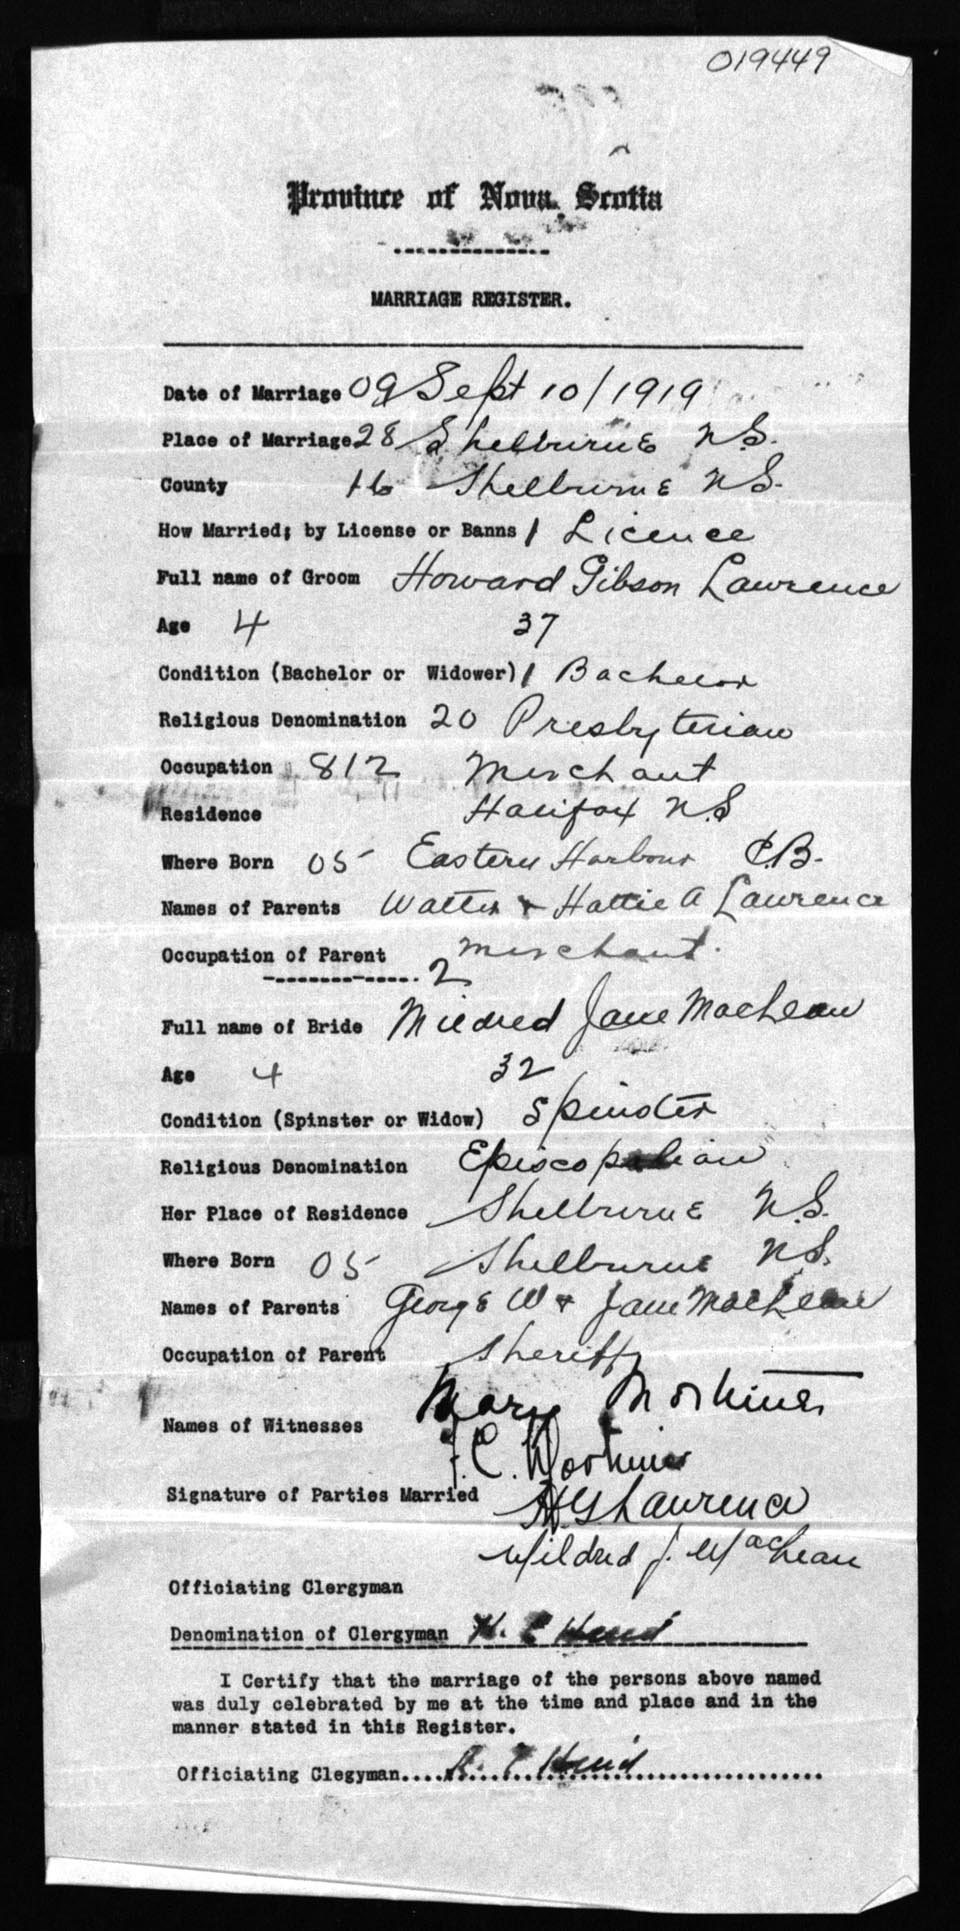 019449
Province of Nova Scotia
MARRIAGE REGISTER.
Date of Marriage 09 Sept 10/1919
Place of Marriage 28 Shelburne N.S.
County 16 Shelburne N.S.
How Married; by License or Banns 1 Licence
Full name of Groom Howard Gibson Lawrence
Age 4 37
Condition (Bachelor or Widower) 1 Bachelor
Religious Denomination 20 Presbyterian
Occupation 812 Merchant
Residence Halifax N.S
Where Born 05 Eastern Harbour C.B.
Names of Parents Walter & Hattie A Lawrence
Occupation of Parent Merchant.
2
Full name of Bride Mildred Jane MacLean
Age 4 32
Condition (Spinster or Widow) Spinster
Religious Denomination Episcopalian
Her Place of Residence Shelburne N.S.
Where Born 05 Shelburne N.S.
Names of Parents George W & Jane MacLean
Occupation of Parent Sheriff
Names of Witnesses Mary
C.
Signature of Parties Married H.G. Lawrence
Mildred J. MacLean
Officiating Clergyman
Denomination of Clergyman
I Certify that the marriage of the persons above named
was duly celebrated by me at the time and place and in the
manner stated in this Register.
Officiating Clegyman